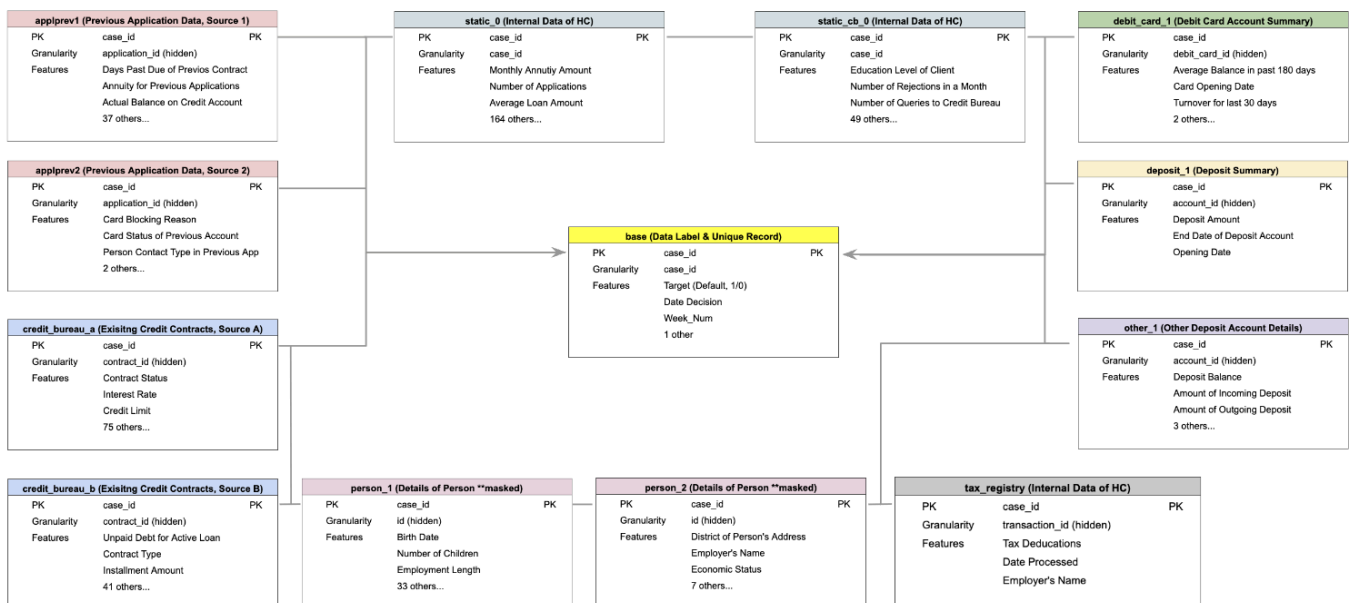 applprev1 (Previous Application Data, Source 1)
PK case_id PK
Granularity application_id (hidden)
Features Days Past Due of Previos Contract
Annuity for Previous Applications
Actual Balance on Credit Account
37 others...
static_0 (Internal Data of HC)
PK case_id PK
Granularity case_id
Features Monthly Annutiy Amount
Number of Applications
Average Loan Amount
164 others...
static_cb_0 (Internal Data of HC)
PK case_id PK
Granularity case_id
Features Education Level of Client
Number of Rejections in a Month
Number of Queries to Credit Bureau
49 others...
debit_card_1 (Debit Card Account Summary)
PK case_id
Granularity debit_card_id (hidden)
Features Average Balance in past 180 days
Card Opening Date
Turnover for last 30 days
2 others...
applprev2 (Previous Application Data, Source 2)
PK case_id PK
Granularity application_id (hidden)
Features Card Blocking Reason
Card Status of Previous Account
Person Contact Type in Previous App
2 others...
base (Data Label & Unique Record)
PK case_id PK
Granularity case_id
Features Target (Default, 1/0)
Date Decision
Week_Num
1 other
deposit_1 (Deposit Summary)
PK case_id PK
Granularity account_id (hidden)
Features Deposit Amount
End Date of Deposit Account
Opening Date
credit_bureau_a (Exisitng Credit Contracts, Source A)
PK case_id PK
Granularity contract_id (hidden)
Features Contract Status
Interest Rate
Credit Limit
75 others...
other_1 (Other Deposit Account Details)
PK case_id PK
Granularity account_id (hidden)
Features Deposit Balance
Amount of Incoming Deposit
Amount of Outgoing Deposit
3 others...
credit_bureau_b (Exisitng Credit Contracts, Source B)
PK case_id PK
Granularity contract_id (hidden)
Features Unpaid Debt for Active Loan
Contract Type
Installment Amount
41 others...
person_1 (Details of Person **masked)
PK case_id PK
Granularity id (hidden)
Features Birth Date
Number of Children
Employment Length
33 others...
person_2 (Details of Person **masked)
PK case_id PK
Granularity id (hidden)
Features District of Person's Address
Employer's Name
Economic Status
7 others...
tax_registry (Internal Data of HC)
PK case_id PK
Granularity transaction_id (hidden)
Features Tax Deducations
Date Processed
Employer's Name